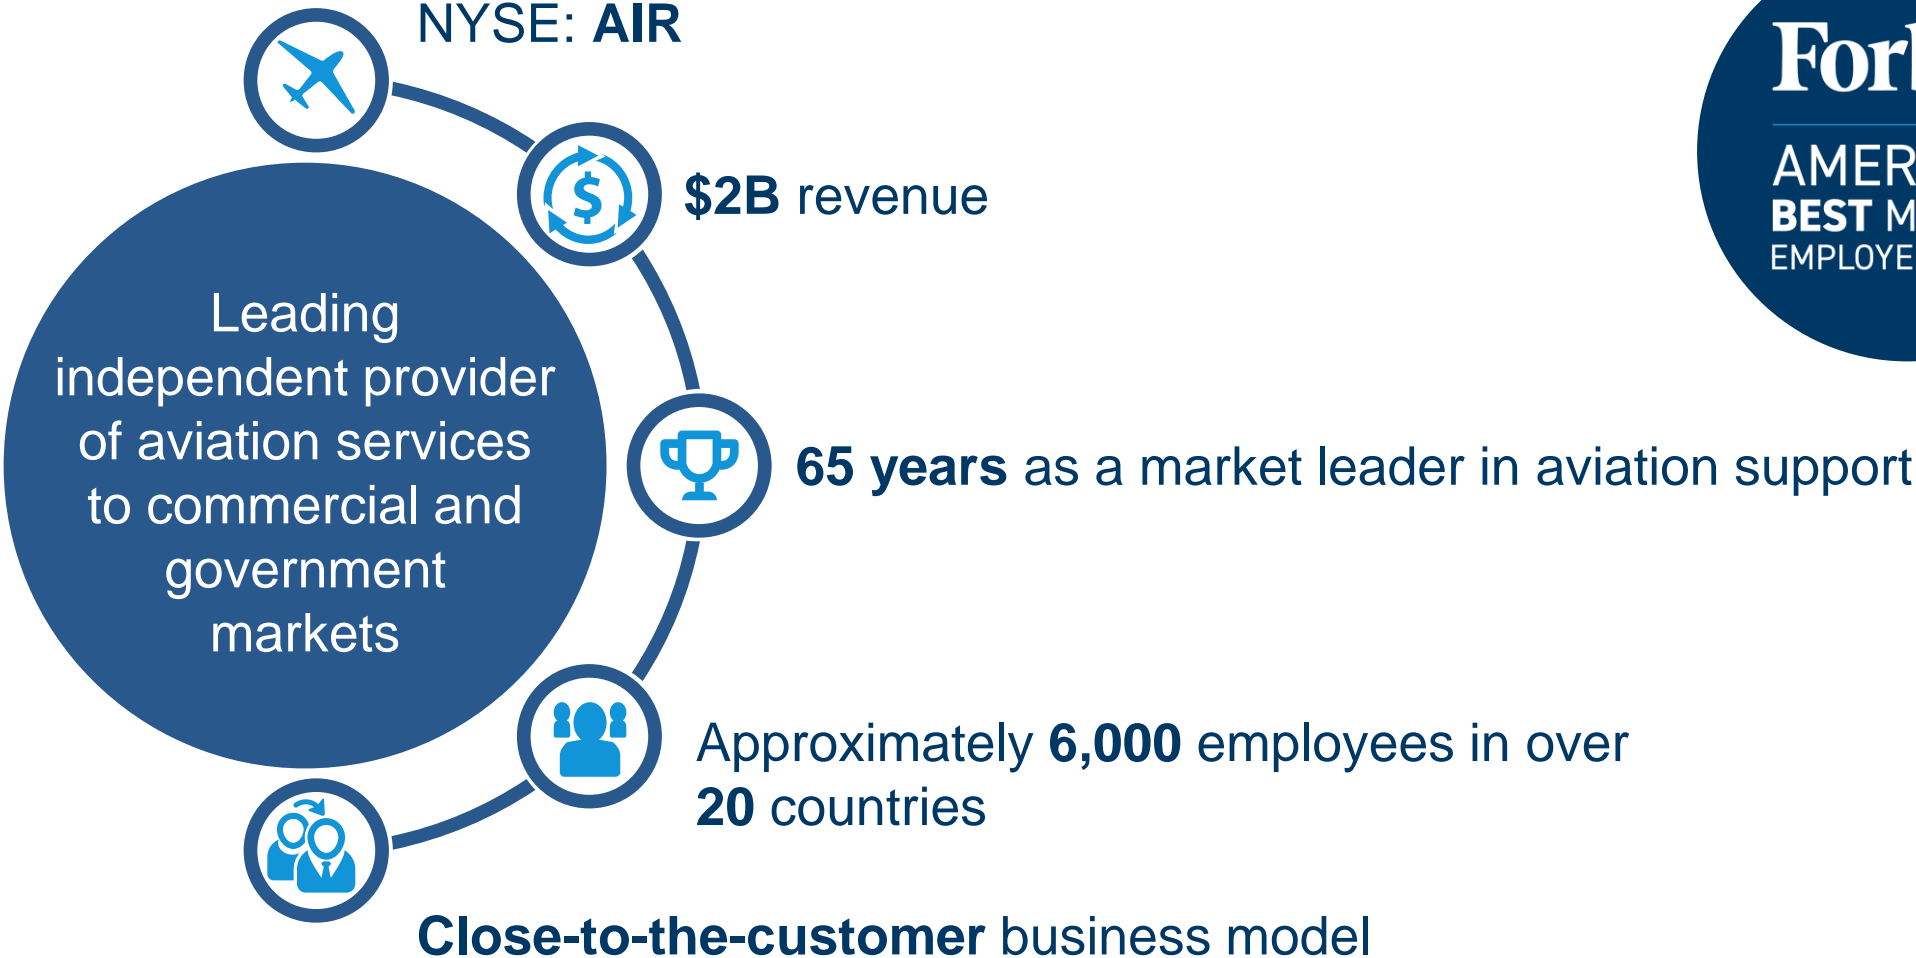 NYSE: AIR
$2B revenue
Leading
independent provider
of aviation services
to commercial and
government
markets
65 years as a market leader in aviation support
Approximately 6,000 employees in over
20 countries
Close-to-the-customer business model
BEST